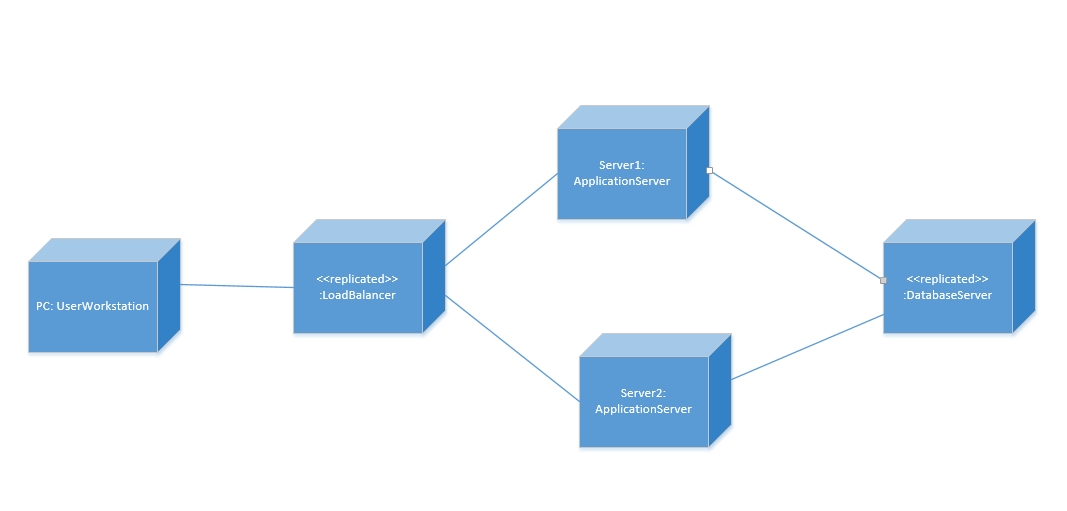 Server1:
ApplicationServer
PC: UserWorkstation
<<replicated>>
:LoadBalancer
<<replicated>>
:DatabaseServer
Server2:
ApplicationServer